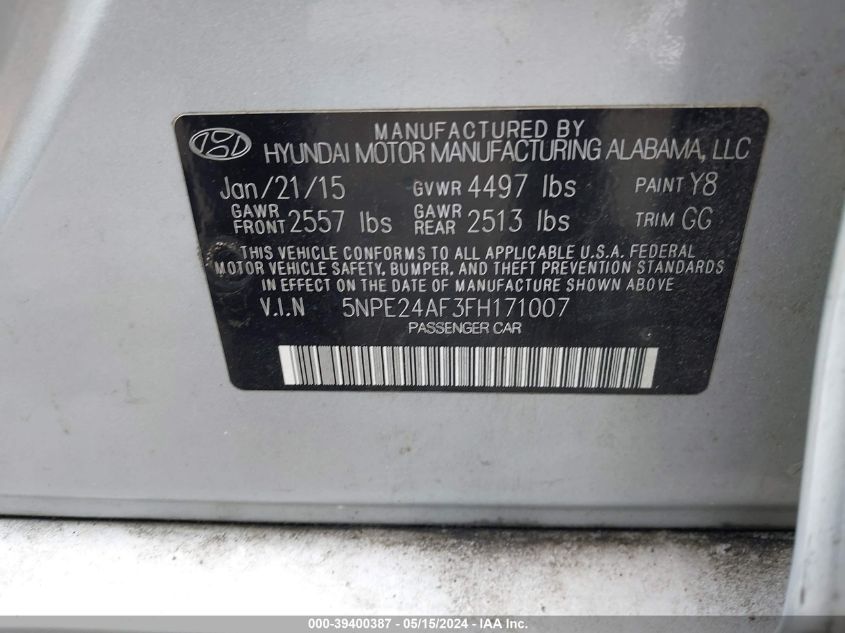 MANUFACTURED BY
HYUNDAI MOTOR MANUFACTURING ALABAMA, LLC
Jan/21/15 GVWR 4497 lbs PAINT Y8
GAWR FRONT 2557 lbs GAWR REAR 2513 lbs TRIM GG
THIS VEHICLE CONFORMS TO ALL APPLICABLE U.S.A. FEDERAL
MOTOR VEHICLE SAFETY, BUMPER, AND THEFT PREVENTION STANDARDS
IN EFFECT ON THE DATE OF MANUFACTURE SHOWN ABOVE
V.I.N 5NPE24AF3FH171007
PASSENGER CAR
000-39400387 - 05/15/2024 - IAA Inc.